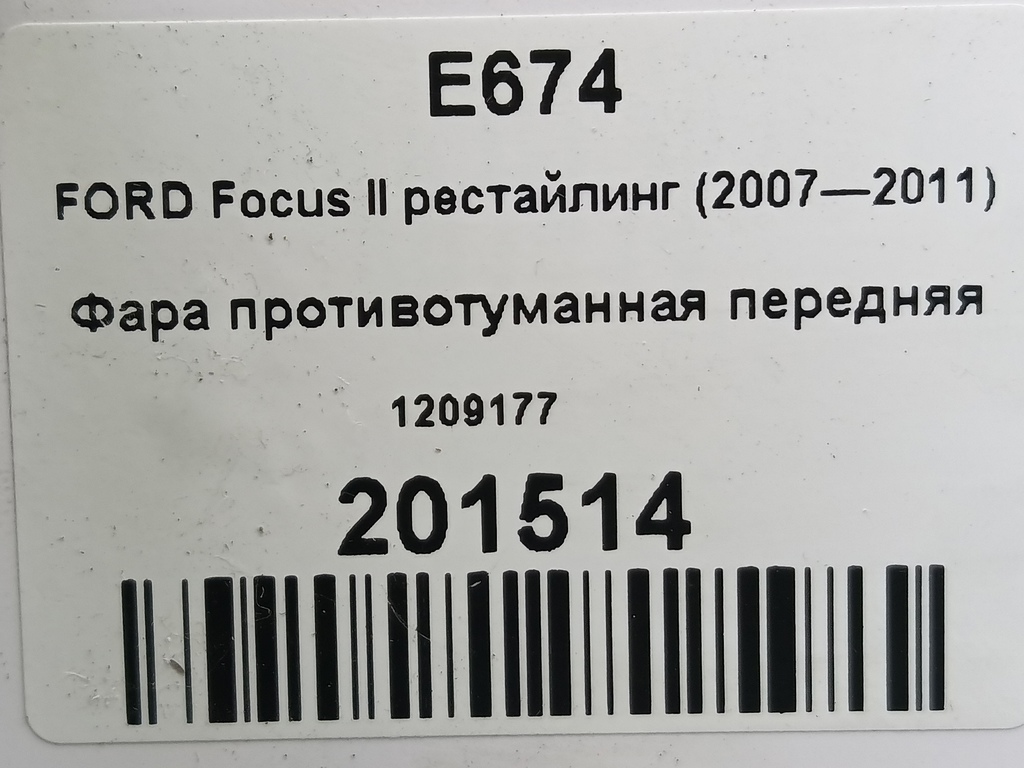 E674
FORD Focus II рестайлинг (2007—2011)
Фара противотуманная передняя
1209177
201514